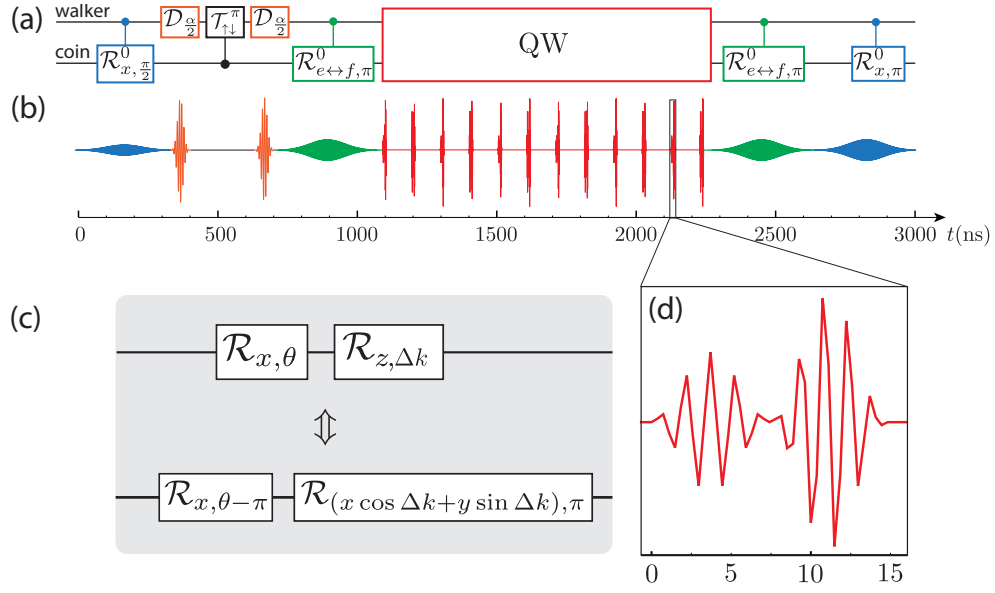 (a)
walker
coin
R^0_{x,π/2}
D_{α/2}
T^π_{↑↓}
D_{α/2}
R^0_{e↔f,π}
QW
R^0_{e↔f,π}
R^0_{x,π}
(b)
0 500 1000 1500 2000 2500 3000 t(ns)
(c)
R_{x,θ} R_{z,Δk}
⇕
R_{x,θ−π} R_{(x cos Δk+y sin Δk),π}
(d)
0 5 10 15